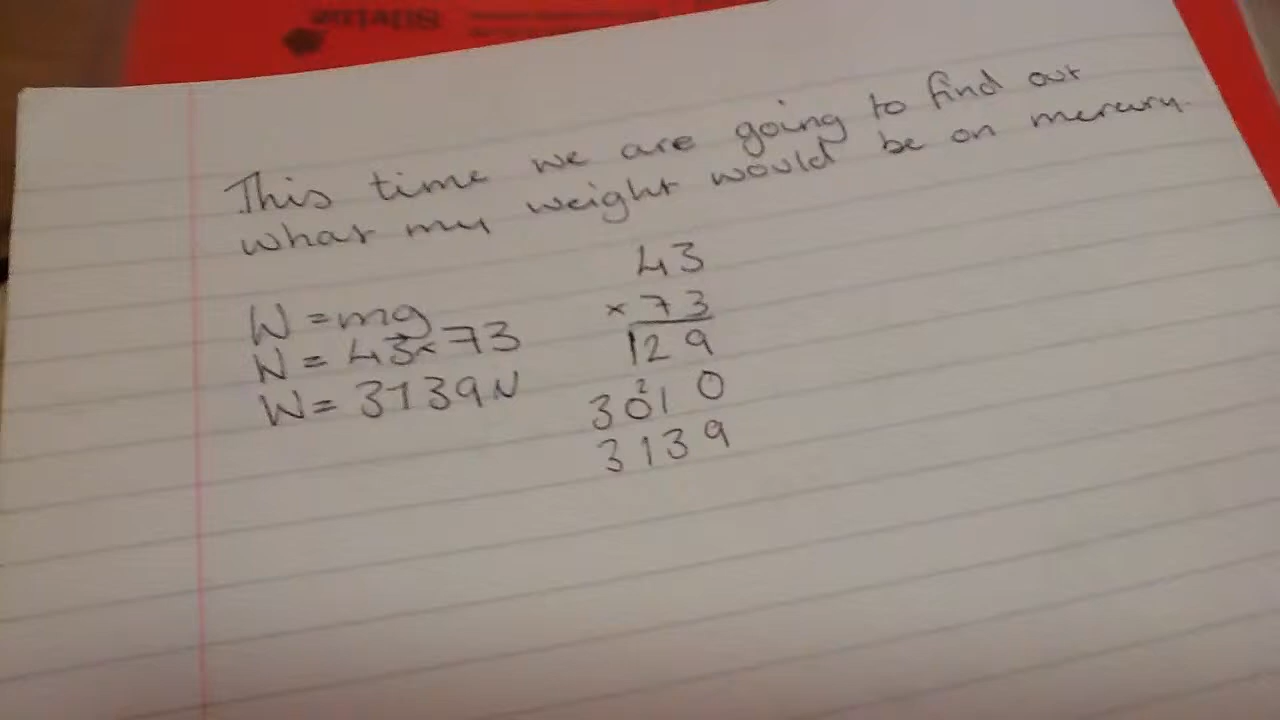 This time we are going to find out
what my weight would be on mercury.
W = mg
N = 43 × 73
W = 3139N
43
× 73
129
3010
2
3139